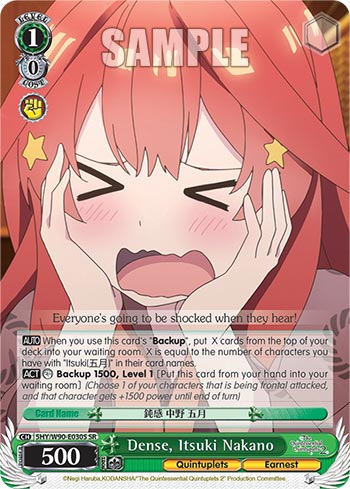 1
SAMPLE
0
COST
Everyone's going to be shocked when they hear!
AUTO When you use this card's "Backup", put X cards from the top of your
deck into your waiting room. X is equal to the number of characters you
have with "Itsuki(五月)" in their card names.
ACT Backup 1500, Level 1 [Put this card from your hand into your
waiting room] (Choose 1 of your characters that is being frontal attacked,
and that character gets +1500 power until end of turn)
Card Name 鈍感 中野 五月
CH 5HY/W90-E030S SR
Dense, Itsuki Nakano
500
Quintuplets
Earnest
©Negi Haruba,KODANSHA/"The Quintessential Quintuplets 2" Production Committee.